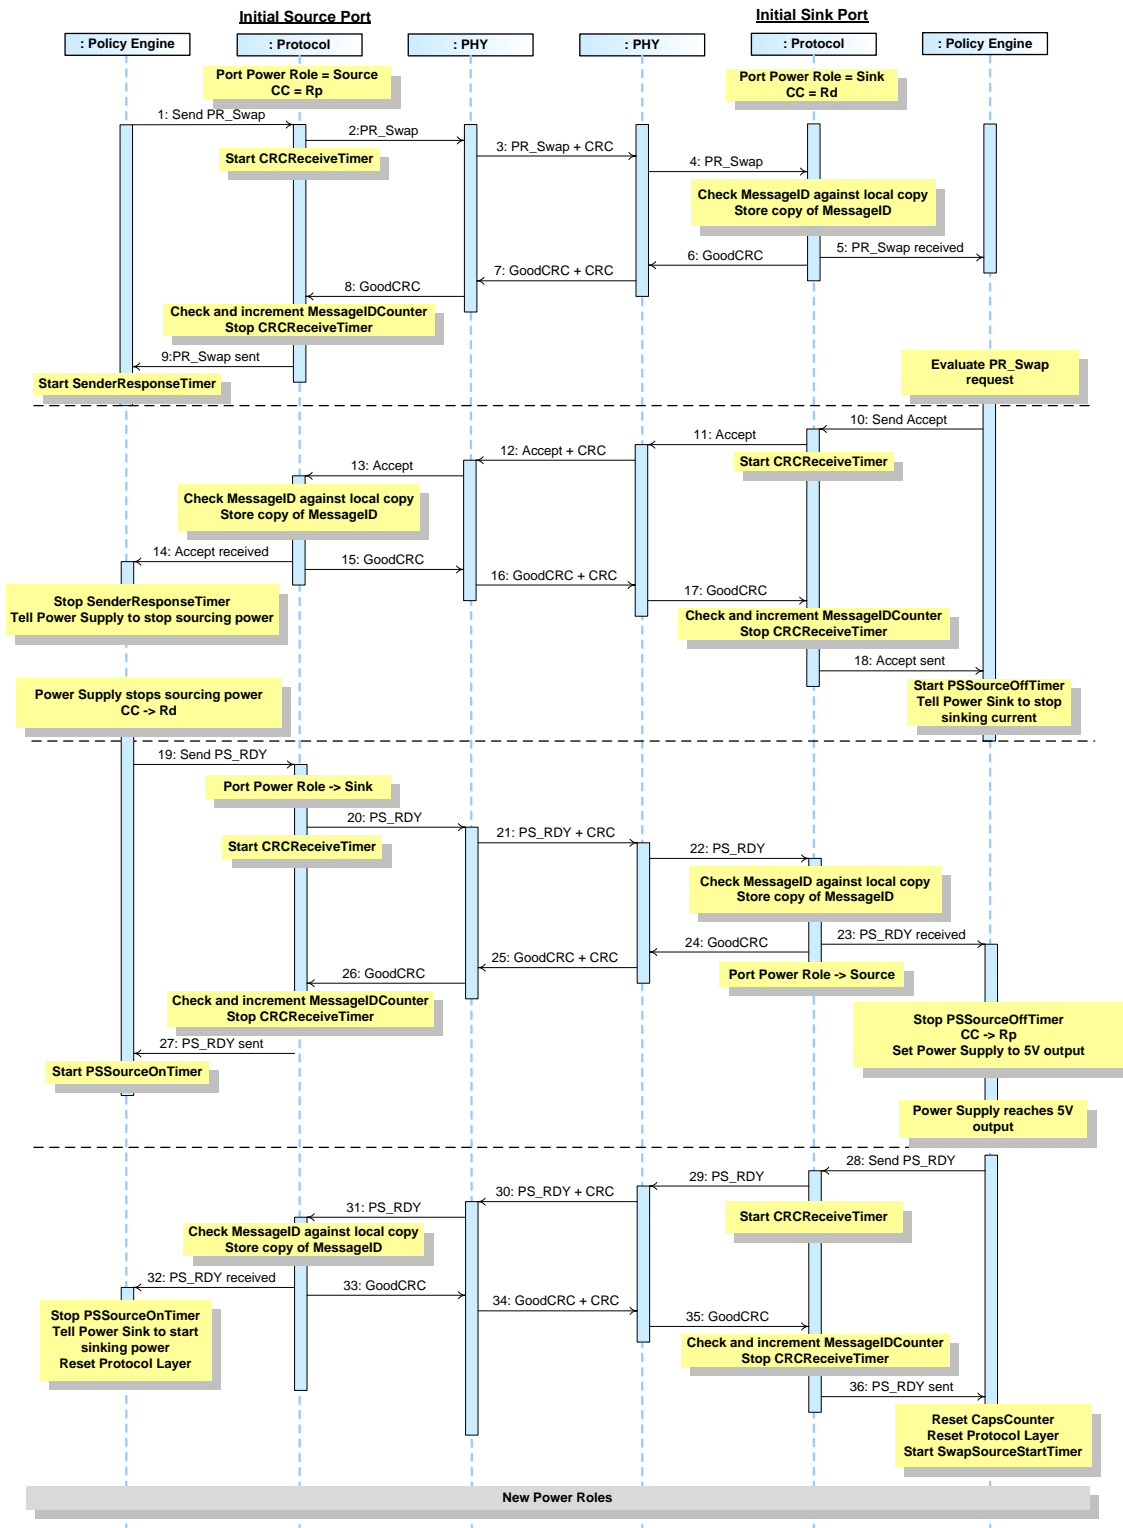 Initial Source Port
Initial Sink Port
: Policy Engine
: Protocol
: PHY
: PHY
: Protocol
: Policy Engine
Port Power Role = Source
CC = Rp
Port Power Role = Sink
CC = Rd
1: Send PR_Swap
2:PR_Swap
Start CRCReceiveTimer
3: PR_Swap + CRC
4: PR_Swap
Check MessageID against local copy
Store copy of MessageID
5: PR_Swap received
6: GoodCRC
7: GoodCRC + CRC
8: GoodCRC
Check and increment MessageIDCounter
Stop CRCReceiveTimer
9:PR_Swap sent
Start SenderResponseTimer
Evaluate PR_Swap
request
10: Send Accept
11: Accept
Start CRCReceiveTimer
12: Accept + CRC
13: Accept
Check MessageID against local copy
Store copy of MessageID
14: Accept received
15: GoodCRC
16: GoodCRC + CRC
17: GoodCRC
Stop SenderResponseTimer
Tell Power Supply to stop sourcing power
Check and increment MessageIDCounter
Stop CRCReceiveTimer
18: Accept sent
Start PSSourceOffTimer
Tell Power Sink to stop
sinking current
Power Supply stops sourcing power
CC -> Rd
19: Send PS_RDY
Port Power Role -> Sink
20: PS_RDY
Start CRCReceiveTimer
21: PS_RDY + CRC
22: PS_RDY
Check MessageID against local copy
Store copy of MessageID
23: PS_RDY received
24: GoodCRC
Port Power Role -> Source
25: GoodCRC + CRC
26: GoodCRC
Check and increment MessageIDCounter
Stop CRCReceiveTimer
27: PS_RDY sent
Start PSSourceOnTimer
Stop PSSourceOffTimer
CC -> Rp
Set Power Supply to 5V output
Power Supply reaches 5V
output
28: Send PS_RDY
29: PS_RDY
Start CRCReceiveTimer
30: PS_RDY + CRC
31: PS_RDY
Check MessageID against local copy
Store copy of MessageID
32: PS_RDY received
33: GoodCRC
34: GoodCRC + CRC
35: GoodCRC
Stop PSSourceOnTimer
Tell Power Sink to start
sinking power
Reset Protocol Layer
Check and increment MessageIDCounter
Stop CRCReceiveTimer
36: PS_RDY sent
Reset CapsCounter
Reset Protocol Layer
Start SwapSourceStartTimer
New Power Roles